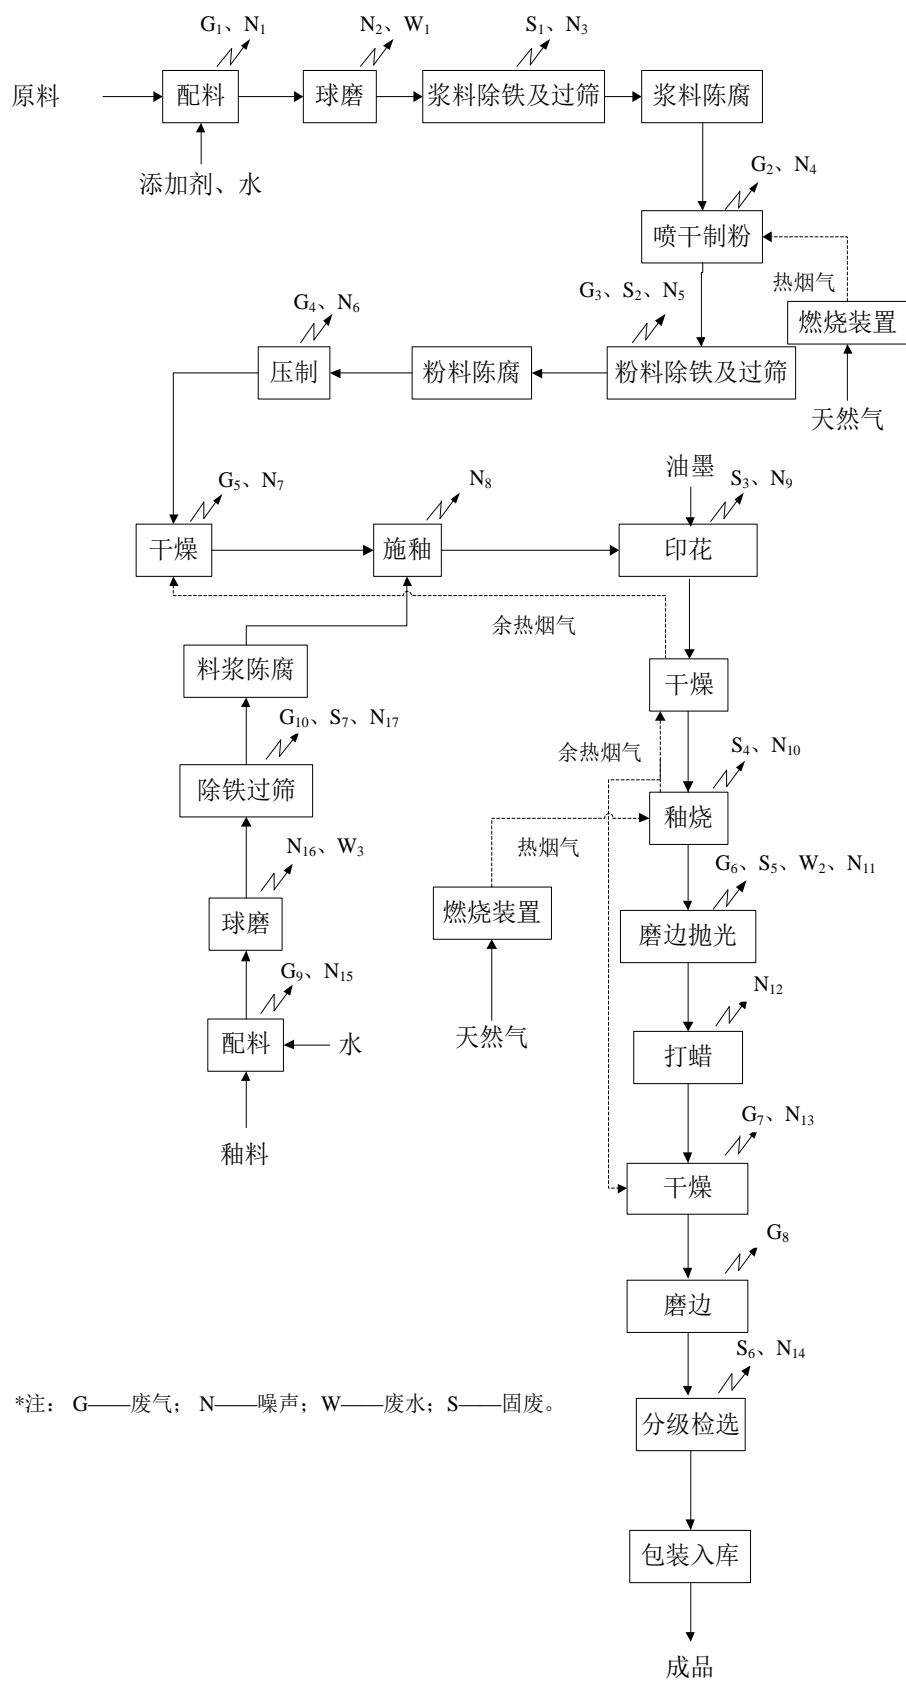 G₁、N₁
N₂、W₁
S₁、N₃
原料
配料
球磨
浆料除铁及过筛
浆料陈腐
添加剂、水
G₂、N₄
喷干制粉
热烟气
G₃、S₂、N₅
G₄、N₆
燃烧装置
压制
粉料陈腐
粉料除铁及过筛
天然气
油墨
G₅、N₇
N₈
S₃、N₉
干燥
施釉
印花
余热烟气
料浆陈腐
干燥
G₁₀、S₇、N₁₇
余热烟气
S₄、N₁₀
除铁过筛
釉烧
热烟气
N₁₆、W₃
G₆、S₅、W₂、N₁₁
燃烧装置
球磨
磨边抛光
G₉、N₁₅
N₁₂
配料
水
天然气
打蜡
G₇、N₁₃
釉料
干燥
G₈
磨边
S₆、N₁₄
*注： G——废气； N——噪声；W——废水；S——固废。
分级检选
包装入库
成品